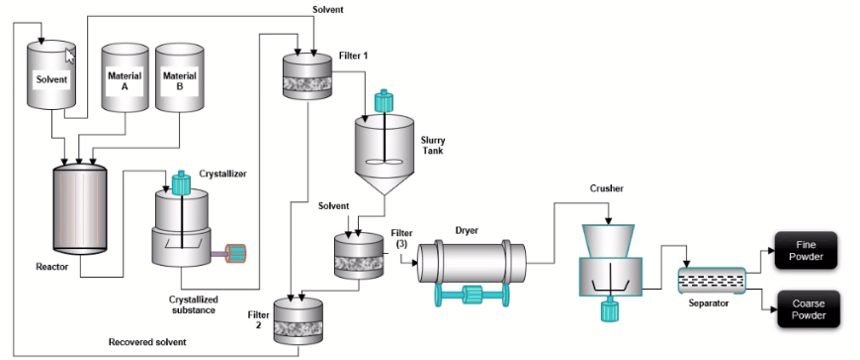 Solvent
Filter 1
Solvent
Material
A
Material
B
Slurry
Tank
Crystallizer
Crusher
Solvent
Filter
(3)
Dryer
Fine
Powder
Reactor
Crystallized
substance
Filter
2
Separator
Coarse
Powder
Recovered solvent